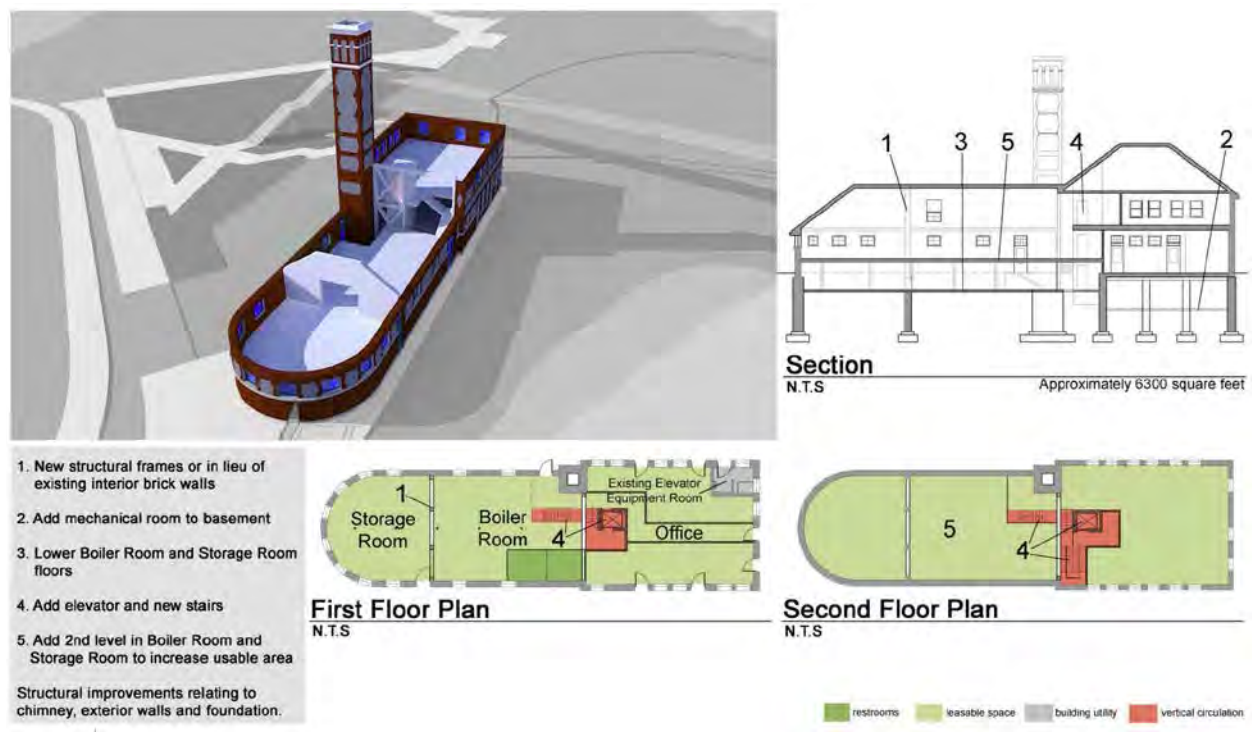 1 3 5 4 2
Section
N.T.S Approximately 6300 square feet
1. New structural frames or in lieu of
existing interior brick walls
2. Add mechanical room to basement
3. Lower Boiler Room and Storage Room
floors
4. Add elevator and new stairs
5. Add 2nd level in Boiler Room and
Storage Room to increase usable area
Structural improvements relating to
chimney, exterior walls and foundation.
1
Storage
Room
Boiler
Room
4
Existing Elevator
Equipment Room
Office
First Floor Plan
N.T.S
5
4
Second Floor Plan
N.T.S
restrooms leasable space building utility vertical circulation